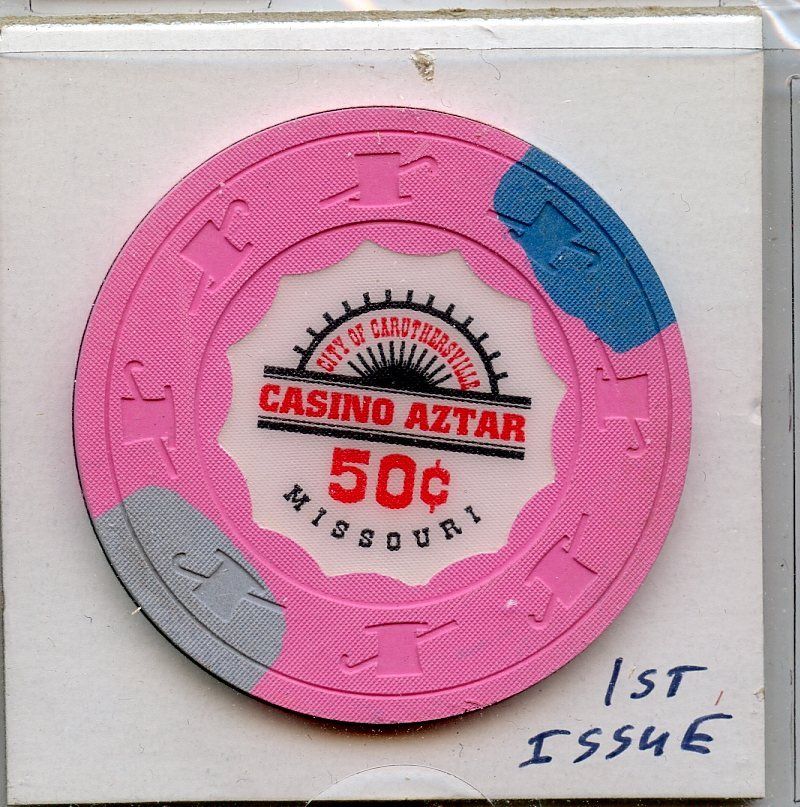 CITY OF CARUTHERSVILLE
CASINO AZTAR
50¢
MISSOURI
1ST
ISSUE